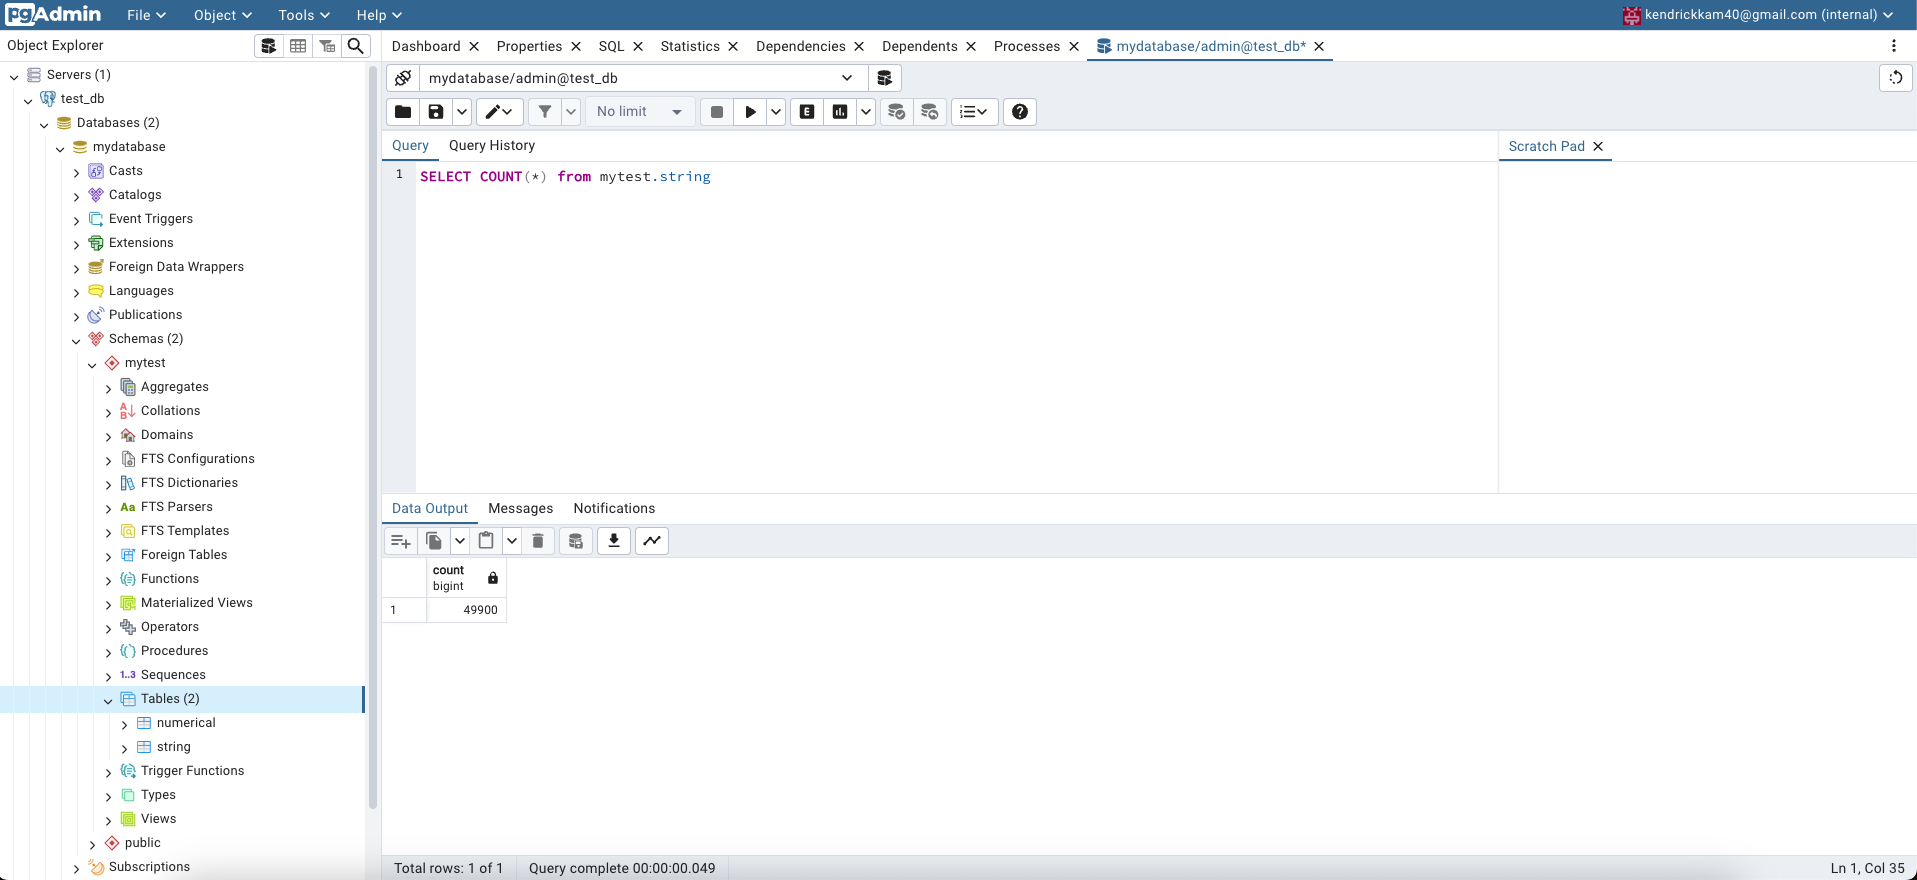 pgAdmin File Object Tools Help kendrickkam40@gmail.com (internal)
Object Explorer
Dashboard Properties SQL Statistics Dependencies Dependents Processes mydatabase/admin@test_db*
Servers (1)
test_db
Databases (2)
mydatabase
Casts
Catalogs
Event Triggers
Extensions
Foreign Data Wrappers
Languages
Publications
Schemas (2)
mytest
Aggregates
Collations
Domains
FTS Configurations
FTS Dictionaries
Aa FTS Parsers
FTS Templates
Foreign Tables
Functions
Materialized Views
Operators
Procedures
1..3 Sequences
Tables (2)
numerical
string
Trigger Functions
Types
Views
public
Subscriptions
mydatabase/admin@test_db
No limit E
Query Query History
Scratch Pad
1 SELECT COUNT(*) from mytest.string
Data Output Messages Notifications
count
bigint
1 49900
Total rows: 1 of 1 Query complete 00:00:00.049 Ln 1, Col 35